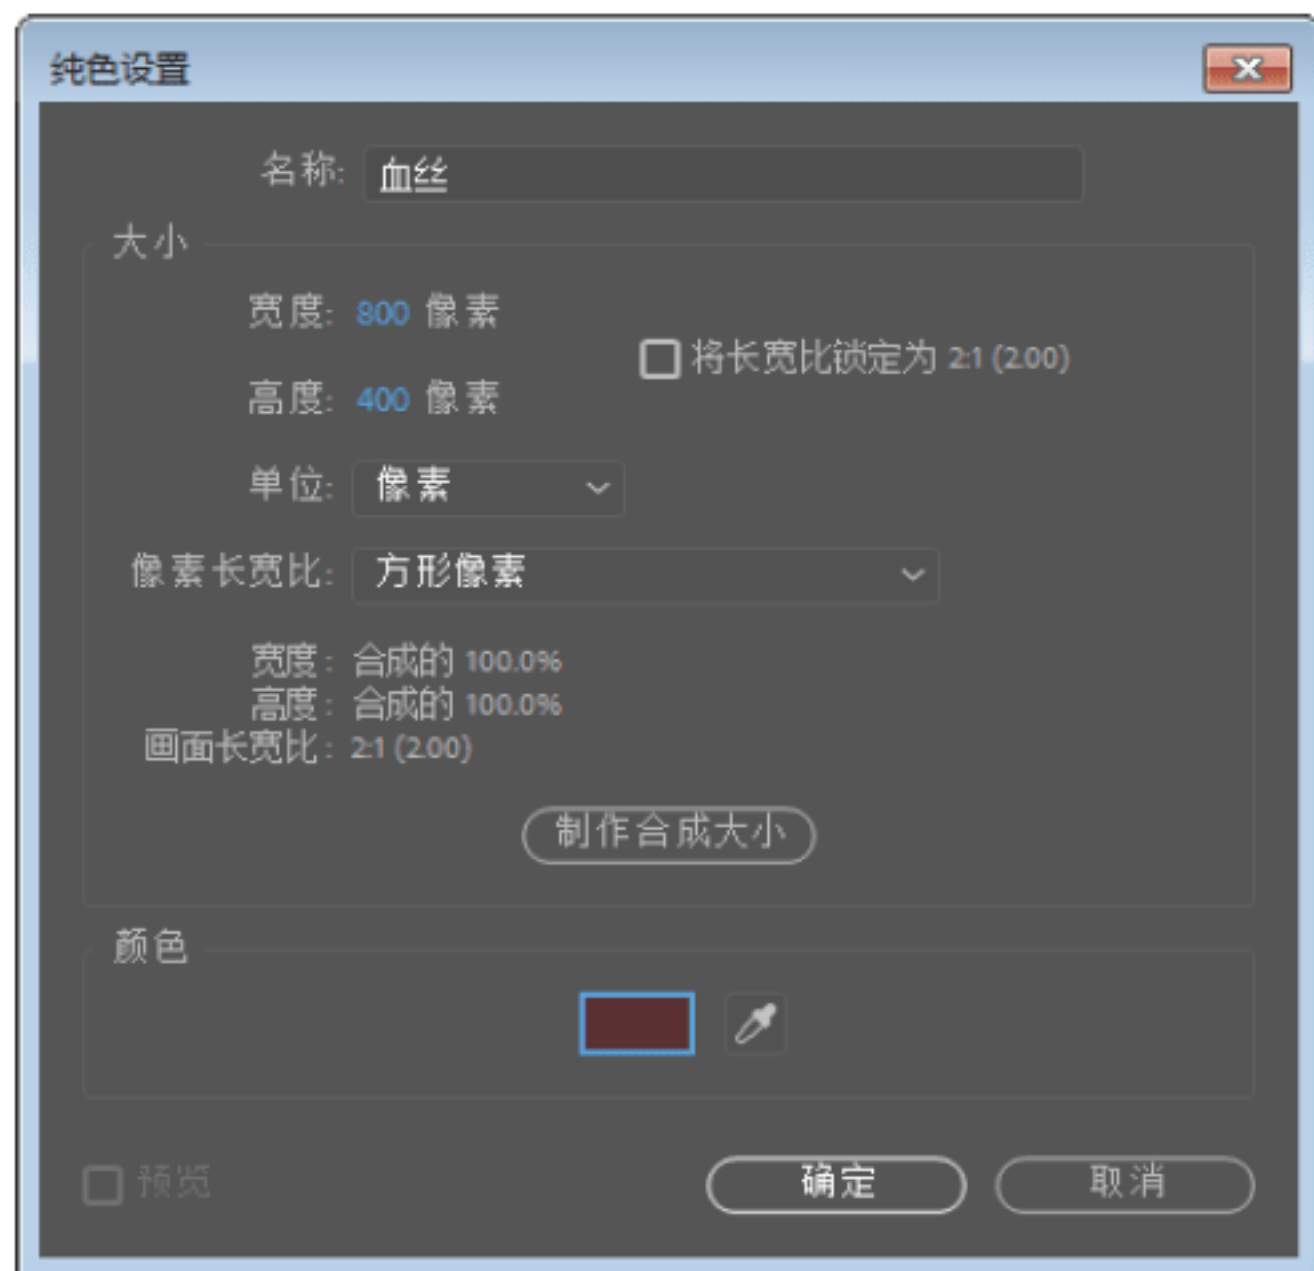 纯色设置
名称: 血丝
大小
宽度: 800 像素
将长宽比锁定为 2:1 (2.00)
高度: 400 像素
单位: 像素
像素长宽比: 方形像素
宽度: 合成的 100.0%
高度: 合成的 100.0%
画面长宽比: 2:1 (2.00)
制作合成大小
颜色
预览
确定
取消